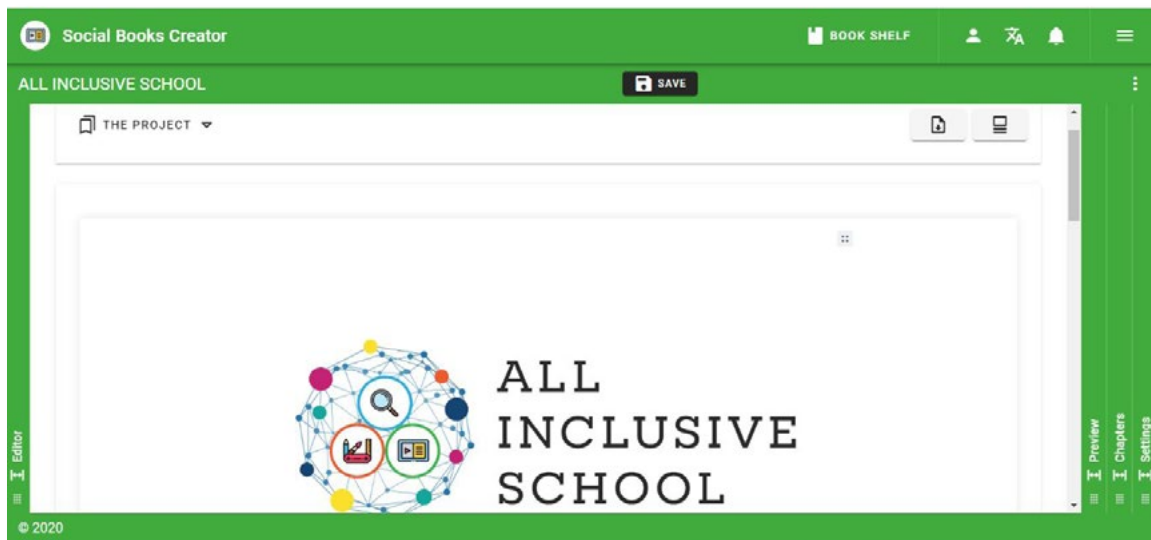 Social Books Creator
BOOK SHELF
ALL INCLUSIVE SCHOOL
SAVE
THE PROJECT
ALL
INCLUSIVE
SCHOOL
Editor
Preview
Chapters
Settings
© 2020